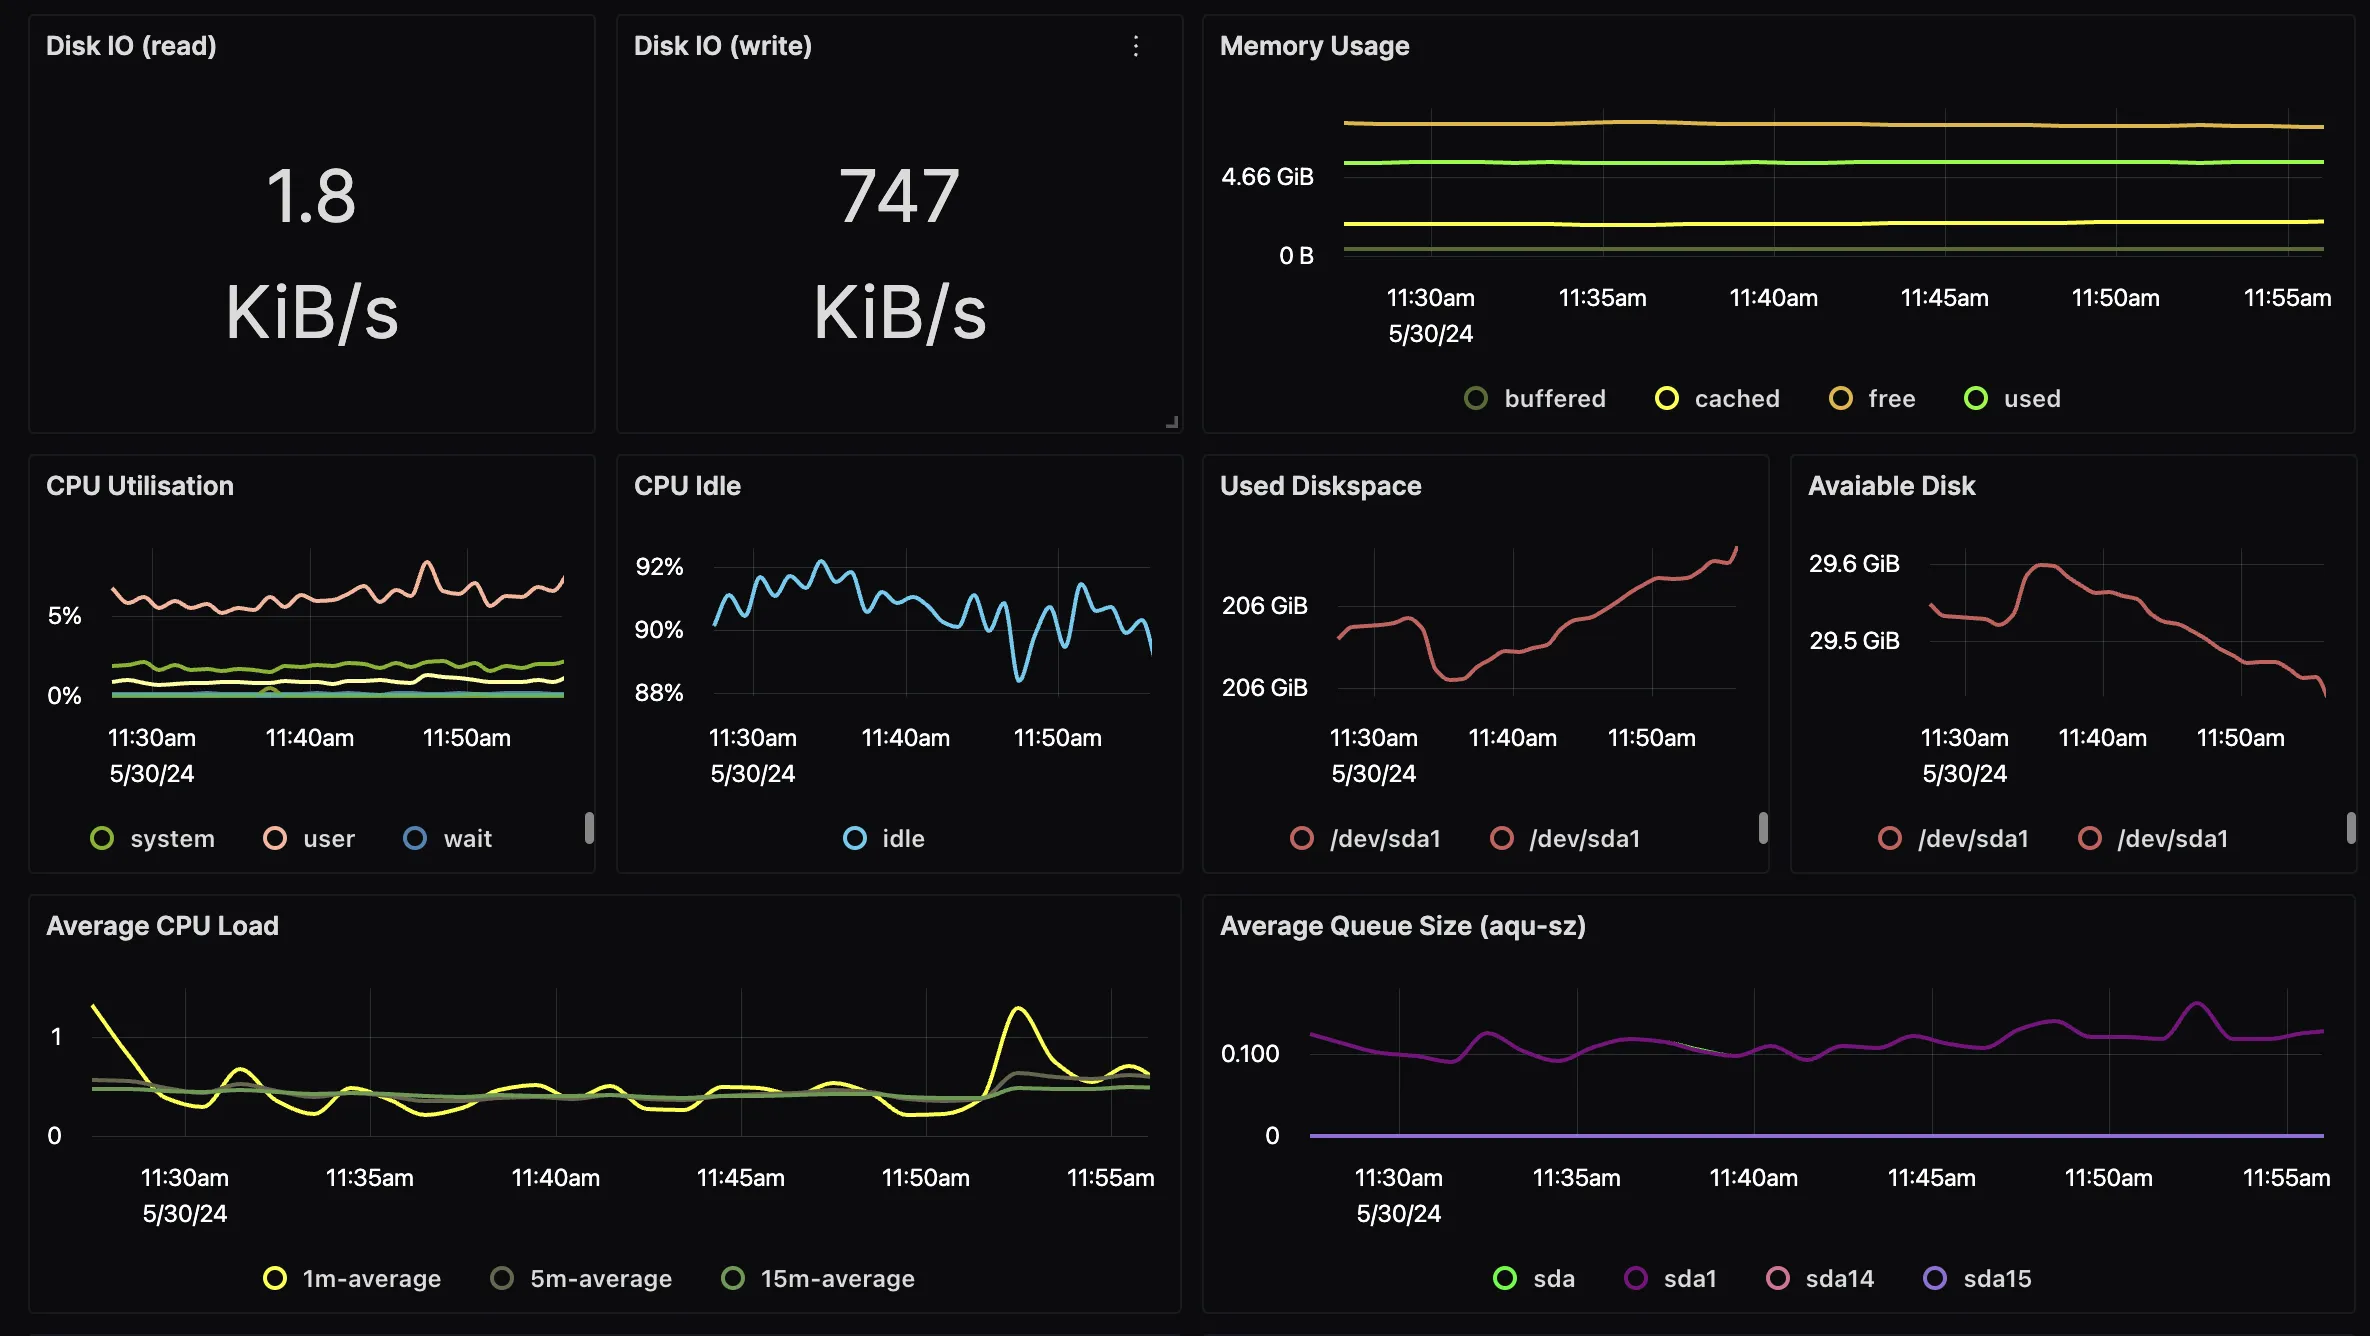 Disk IO (read)
1.8
KiB/s
Disk IO (write)
747
KiB/s
Memory Usage
4.66 GiB
0 B
11:30am 11:35am 11:40am 11:45am 11:50am 11:55am
5/30/24
buffered cached free used
CPU Utilisation
5%
0%
11:30am 11:40am 11:50am
5/30/24
system user wait
CPU Idle
92%
90%
88%
11:30am 11:40am 11:50am
5/30/24
idle
Used Diskspace
206 GiB
206 GiB
11:30am 11:40am 11:50am
5/30/24
/dev/sda1 /dev/sda1
Avaiable Disk
29.6 GiB
29.5 GiB
11:30am 11:40am 11:50am
5/30/24
/dev/sda1 /dev/sda1
Average CPU Load
1
0
11:30am 11:35am 11:40am 11:45am 11:50am 11:55am
5/30/24
1m-average 5m-average 15m-average
Average Queue Size (aqu-sz)
0.100
0
11:30am 11:35am 11:40am 11:45am 11:50am 11:55am
5/30/24
sda sda1 sda14 sda15